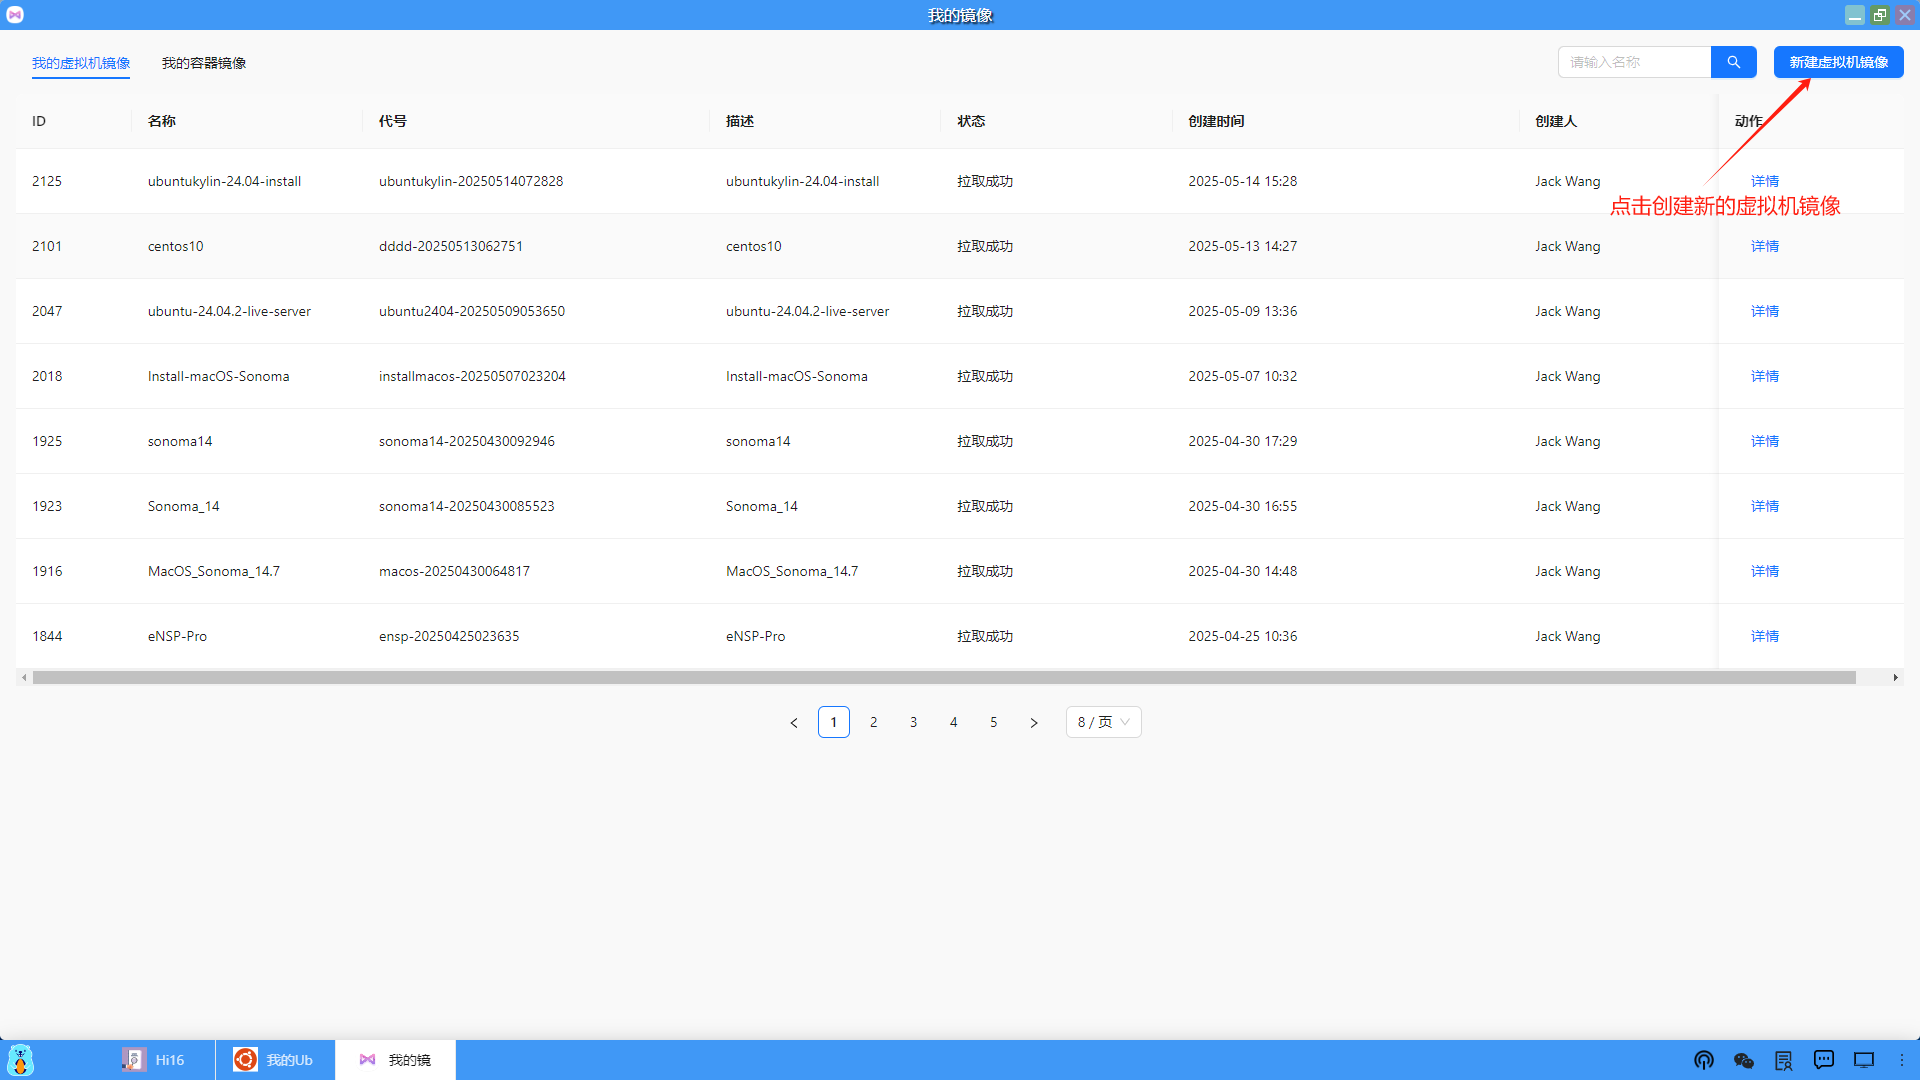 我的镜像
我的虚拟机镜像 我的容器镜像 请输入名称 新建虚拟机镜像
ID 名称 代号 描述 状态 创建时间 创建人 动作
2125 ubuntukylin-24.04-install ubuntukylin-20250514072828 ubuntukylin-24.04-install 拉取成功 2025-05-14 15:28 Jack Wang 详情
点击创建新的虚拟机镜像
2101 centos10 dddd-20250513062751 centos10 拉取成功 2025-05-13 14:27 Jack Wang 详情
2047 ubuntu-24.04.2-live-server ubuntu2404-20250509053650 ubuntu-24.04.2-live-server 拉取成功 2025-05-09 13:36 Jack Wang 详情
2018 Install-macOS-Sonoma installmacos-20250507023204 Install-macOS-Sonoma 拉取成功 2025-05-07 10:32 Jack Wang 详情
1925 sonoma14 sonoma14-20250430092946 sonoma14 拉取成功 2025-04-30 17:29 Jack Wang 详情
1923 Sonoma_14 sonoma14-20250430085523 Sonoma_14 拉取成功 2025-04-30 16:55 Jack Wang 详情
1916 MacOS_Sonoma_14.7 macos-20250430064817 MacOS_Sonoma_14.7 拉取成功 2025-04-30 14:48 Jack Wang 详情
1844 eNSP-Pro ensp-20250425023635 eNSP-Pro 拉取成功 2025-04-25 10:36 Jack Wang 详情
1 2 3 4 5 8 / 页
Hi16 我的Ub 我的镜